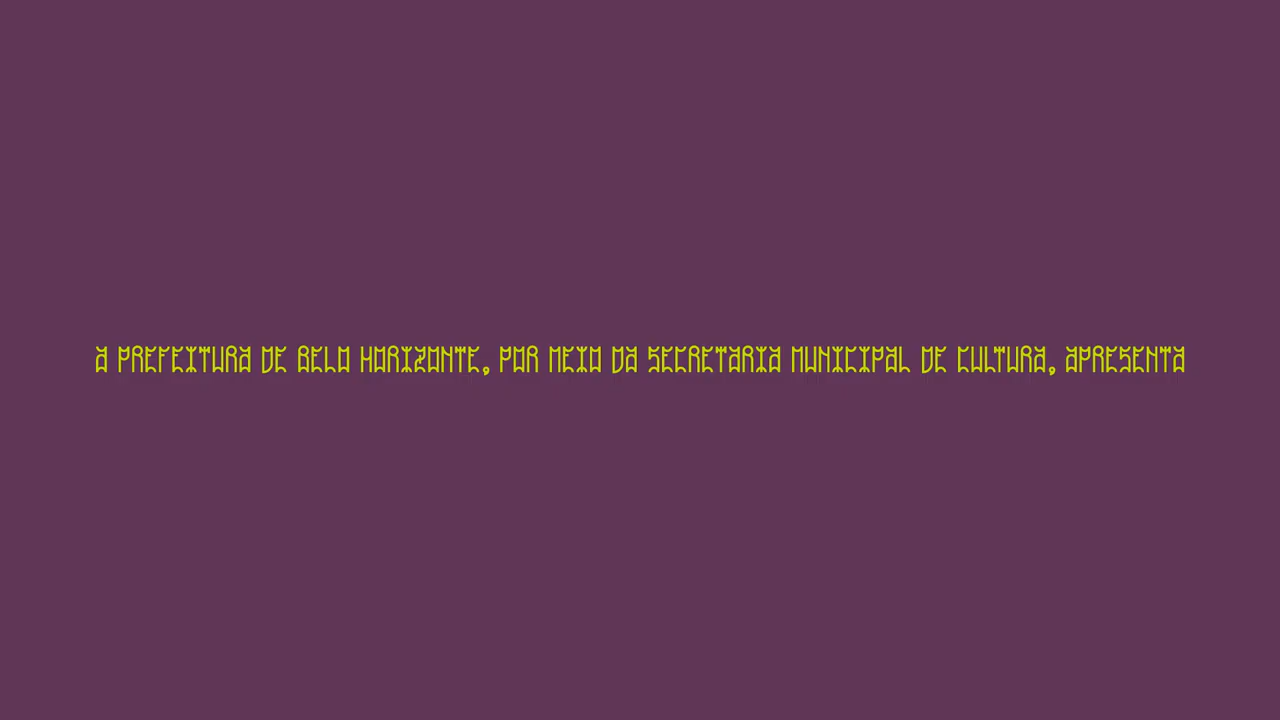 A PREFEITURA DE BELO HORIZONTE, POR MEIO DA SECRETARIA MUNICIPAL DE CULTURA, APRESENTA